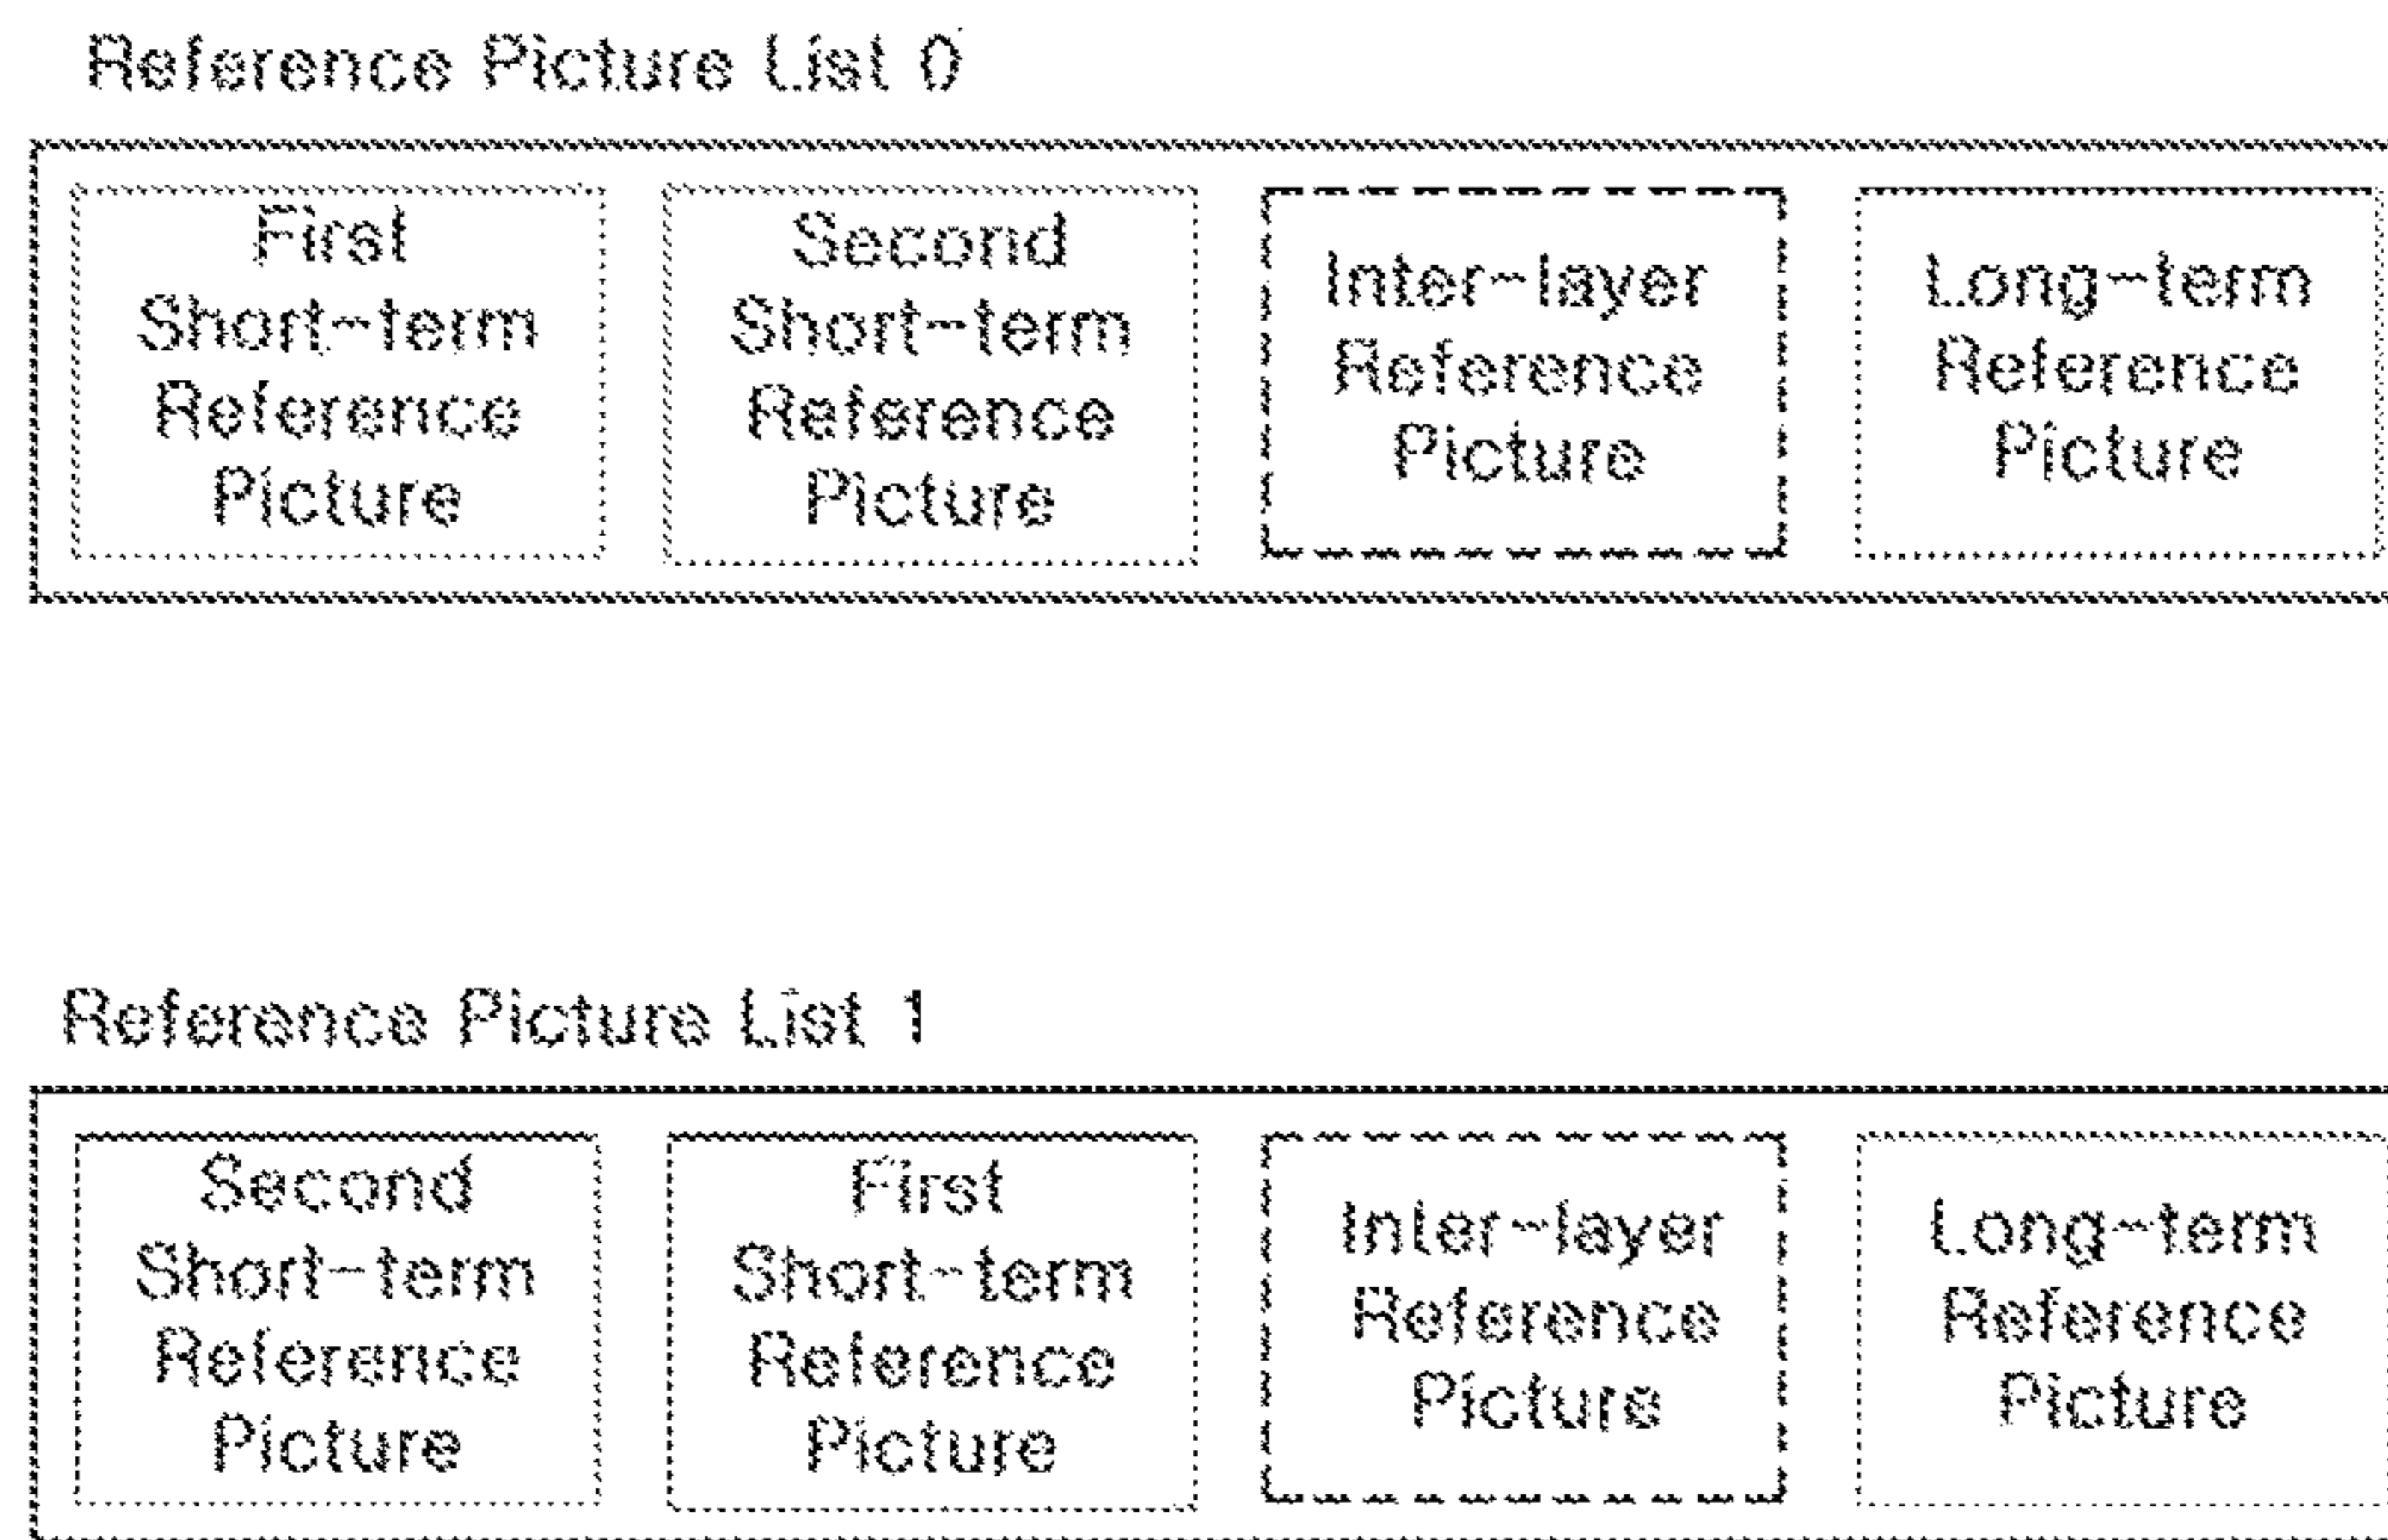 Reference Picture List 0
First
Short-term
Reference
Picture
Second
Short-term
Reference
Picture
Inter-layer
Reference
Picture
Long-term
Reference
Picture
Reference Picture List 1
Second
Short-term
Reference
Picture
First
Short-term
Reference
Picture
Inter-layer
Reference
Picture
Long-term
Reference
Picture